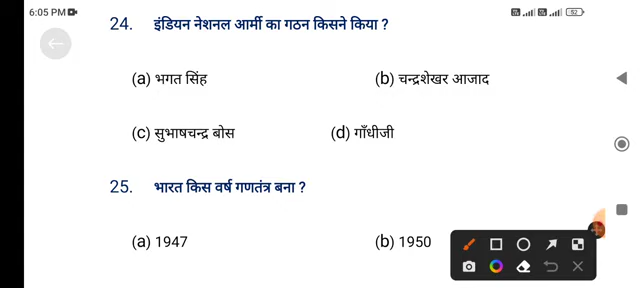 6:05 PM 52
24. इंडियन नेशनल आर्मी का गठन किसने किया ?
(a) भगत सिंह (b) चन्द्रशेखर आजाद
(c) सुभाषचन्द्र बोस (d) गाँधीजी
25. भारत किस वर्ष गणतंत्र बना ?
(a) 1947 (b) 1950